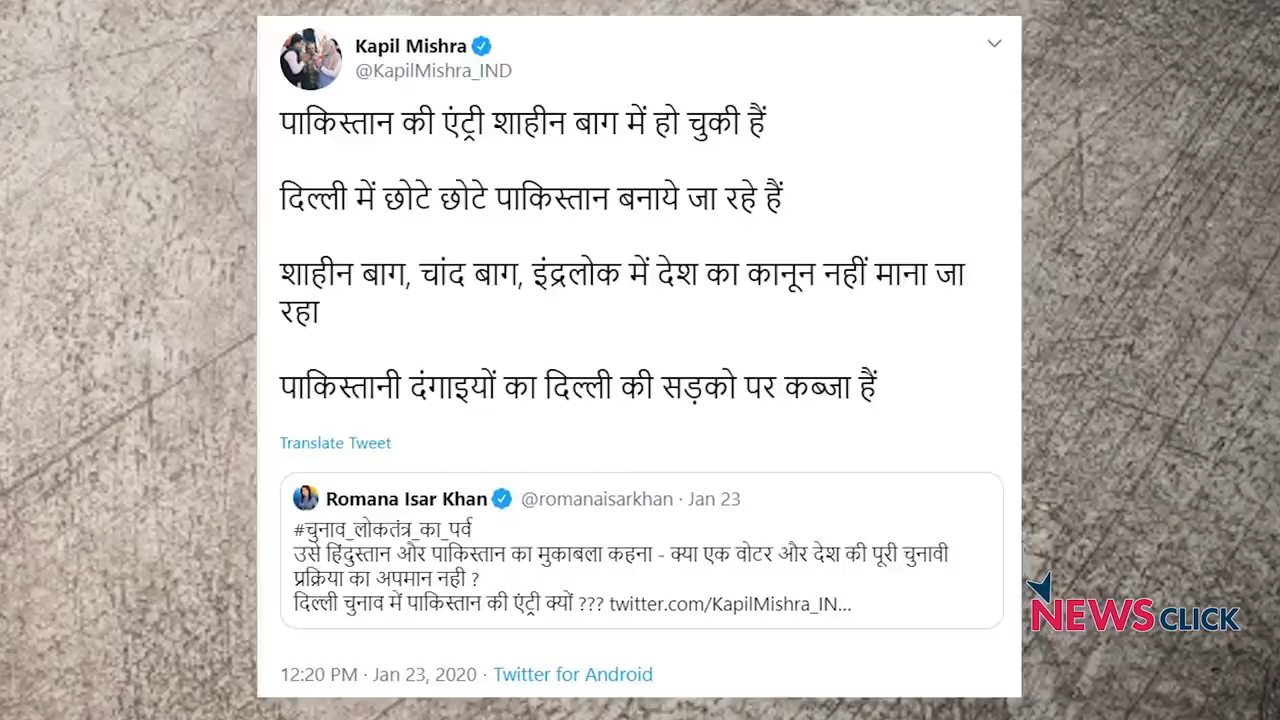 Kapil Mishra
@KapilMishra_IND
पाकिस्तान की एंट्री शाहीन बाग में हो चुकी हैं
दिल्ली में छोटे छोटे पाकिस्तान बनाये जा रहे हैं
शाहीन बाग, चांद बाग, इंद्रलोक में देश का कानून नहीं माना जा
रहा
पाकिस्तानी दंगाइयों का दिल्ली की सड़को पर कब्जा हैं
Translate Tweet
Romana Isar Khan @romanaisarkhan · Jan 23
#चुनाव_लोकतंत्र_का_पर्व
उसे हिंदुस्तान और पाकिस्तान का मुकाबला कहना - क्या एक वोटर और देश की पूरी चुनावी
प्रक्रिया का अपमान नही ?
दिल्ली चुनाव में पाकिस्तान की एंट्री क्यों ??? twitter.com/KapilMishra_IN...
NEWSCLICK
12:20 PM · Jan 23, 2020 · Twitter for Android